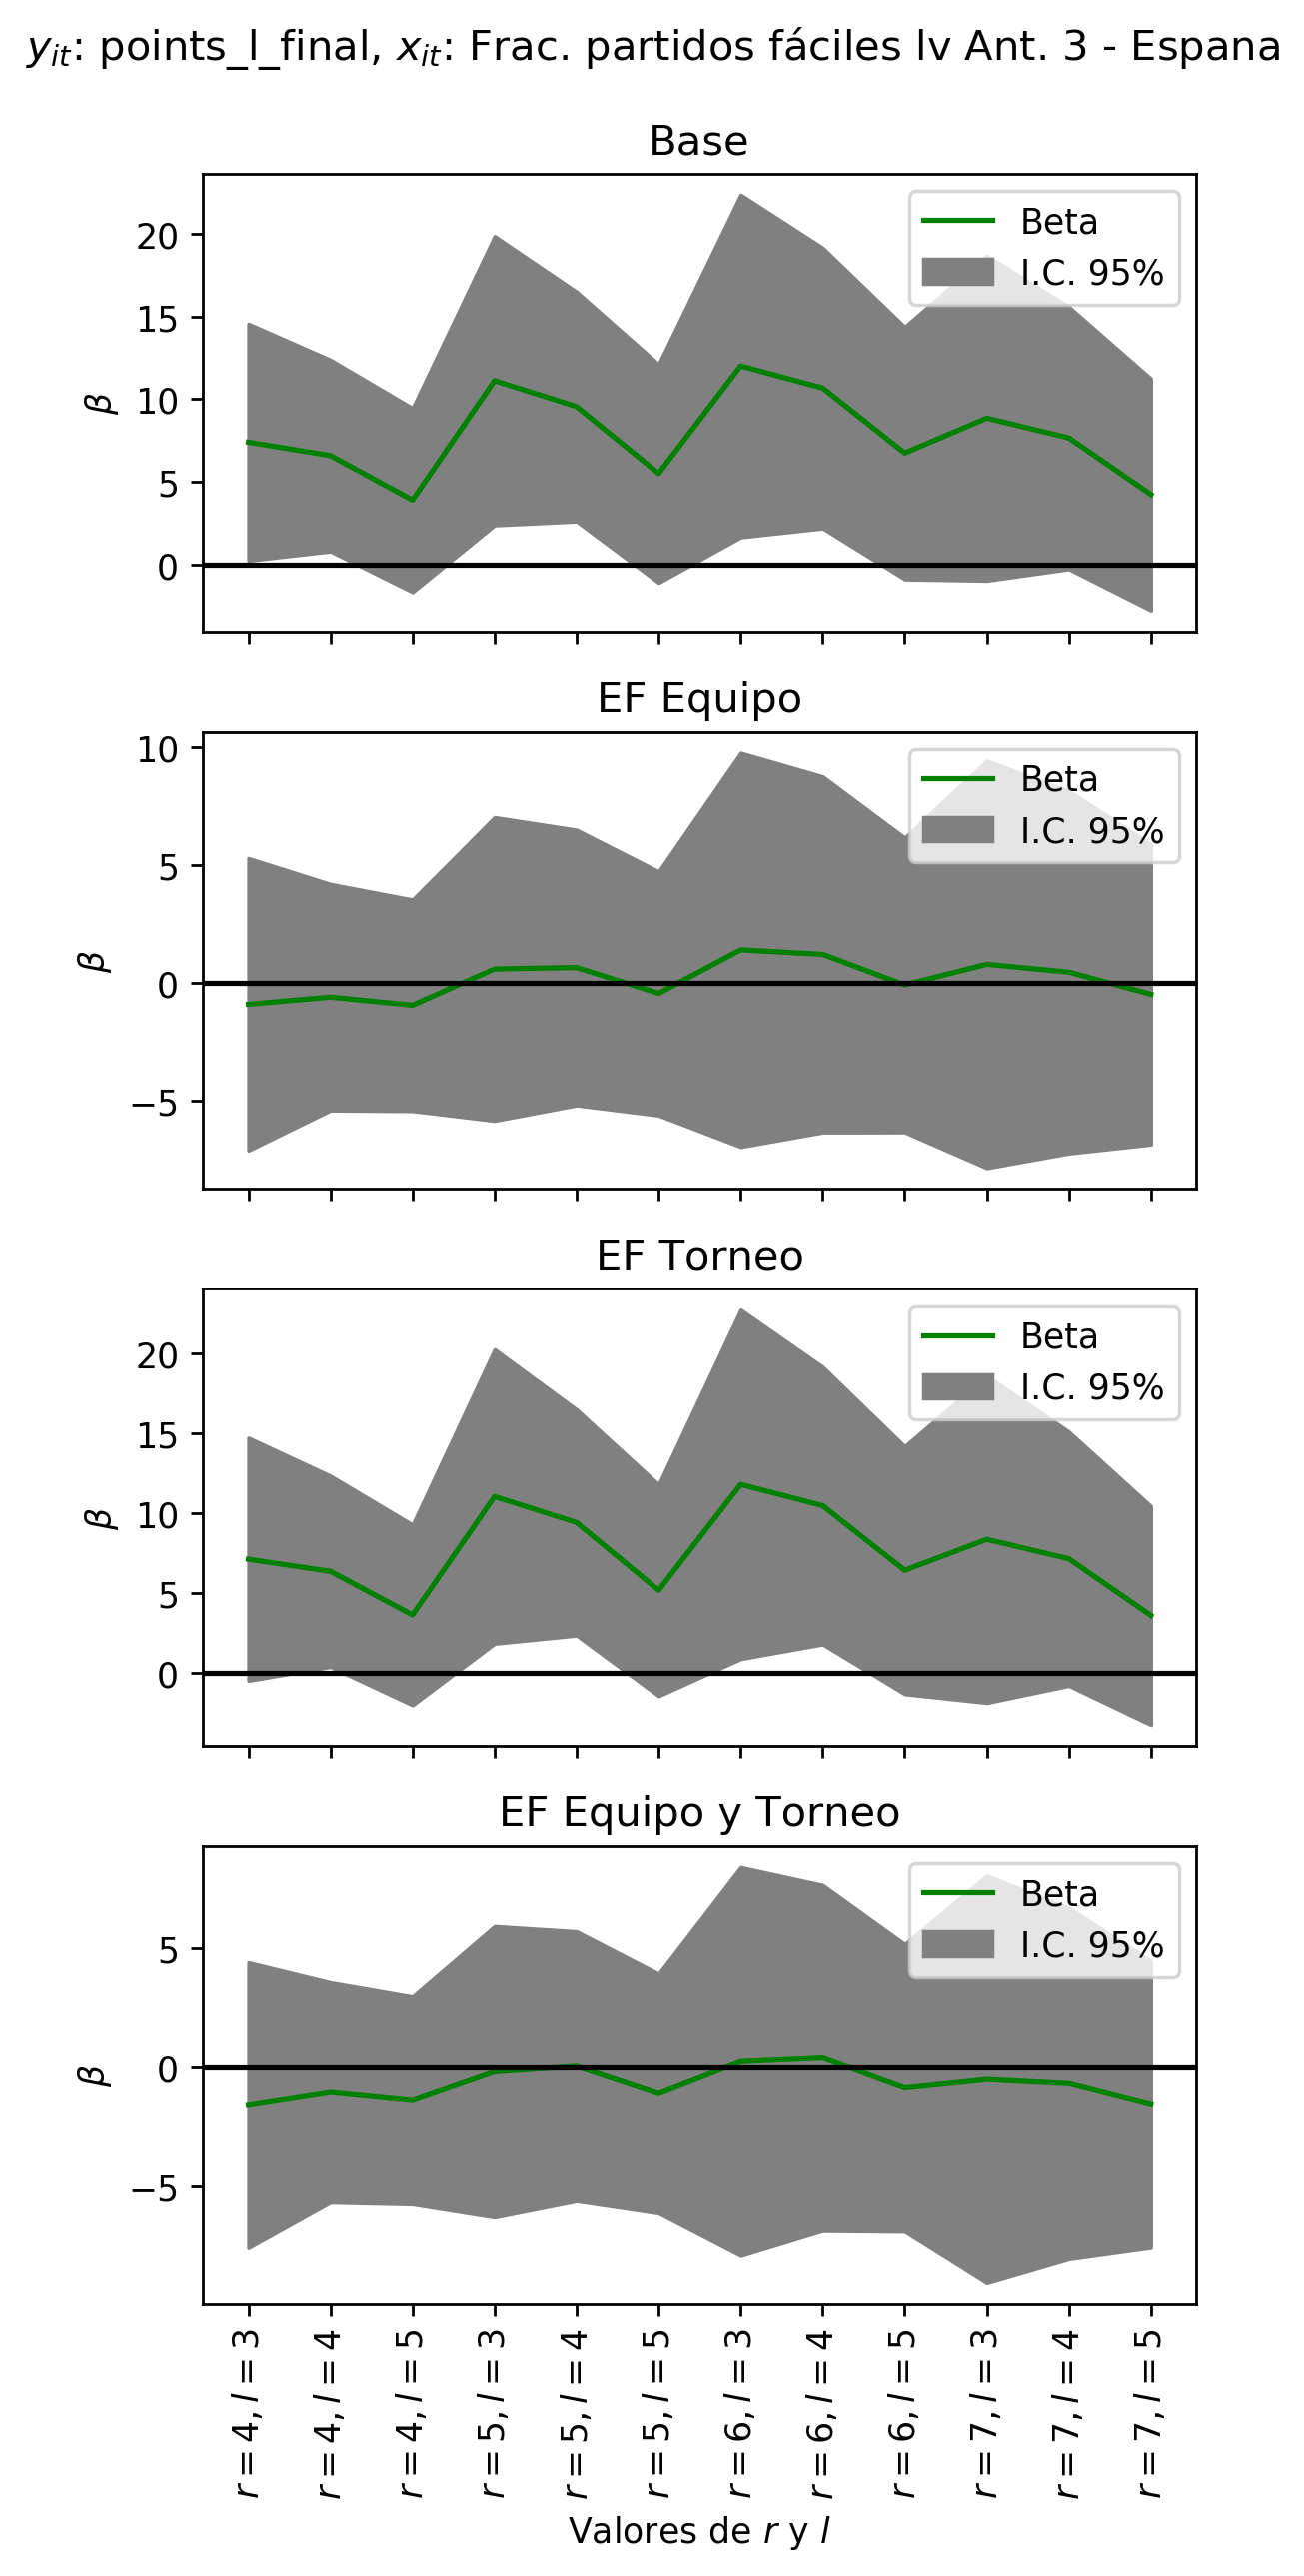 y_it: points_l_final, x_it: Frac. partidos fáciles lv Ant. 3 - Espana
Base
Beta
I.C. 95%
β
20
15
10
5
0
EF Equipo
Beta
I.C. 95%
β
10
5
0
−5
EF Torneo
Beta
I.C. 95%
β
20
15
10
5
0
EF Equipo y Torneo
Beta
I.C. 95%
β
5
0
−5
r = 4, l = 3
r = 4, l = 4
r = 4, l = 5
r = 5, l = 3
r = 5, l = 4
r = 5, l = 5
r = 6, l = 3
r = 6, l = 4
r = 6, l = 5
r = 7, l = 3
r = 7, l = 4
r = 7, l = 5
Valores de r y l